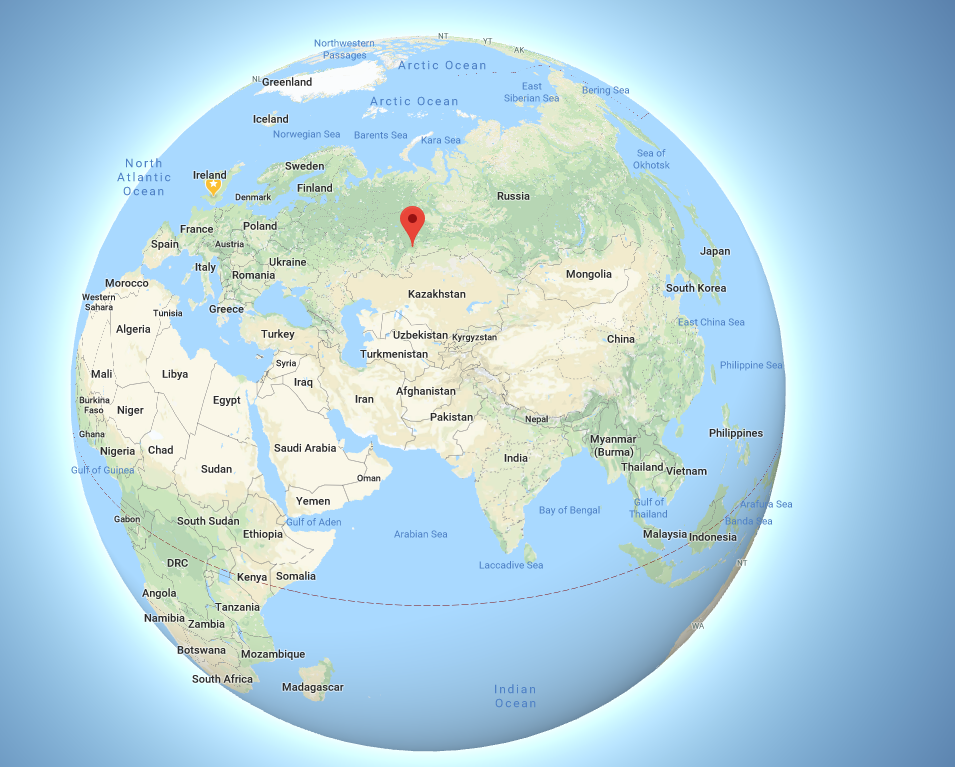 NT
YT
AK
Northwestern
Passages
Arctic Ocean
NL
Greenland
East
Siberian Sea
Bering Sea
Arctic Ocean
Iceland
Norwegian Sea
Barents Sea
Kara Sea
Sea of
Okhotsk
North
Atlantic
Ocean
Sweden
Ireland
Finland
Denmark
Russia
France
Poland
Spain
Austria
Japan
Italy
Ukraine
Romania
Mongolia
Morocco
South Korea
Kazakhstan
Western
Sahara
Tunisia
Greece
East China Sea
Algeria
Turkey
Uzbekistan
Kyrgyzstan
China
Turkmenistan
Syria
Philippine Sea
Mali
Libya
Iraq
Afghanistan
Iran
Egypt
Burkina
Faso
Niger
Pakistan
Nepal
Ghana
Philippines
Myanmar
(Burma)
Nigeria
Chad
Saudi Arabia
India
Gulf of Guinea
Sudan
Thailand
Vietnam
Oman
Yemen
Gulf of
Thailand
Arafura Sea
Bay of Bengal
Gabon
South Sudan
Gulf of Aden
Banda Sea
Ethiopia
Arabian Sea
Malaysia
Indonesia
DRC
Laccadive Sea
NT
Kenya
Somalia
Angola
Tanzania
Namibia
Zambia
WA
Botswana
Mozambique
South Africa
Madagascar
Indian
Ocean